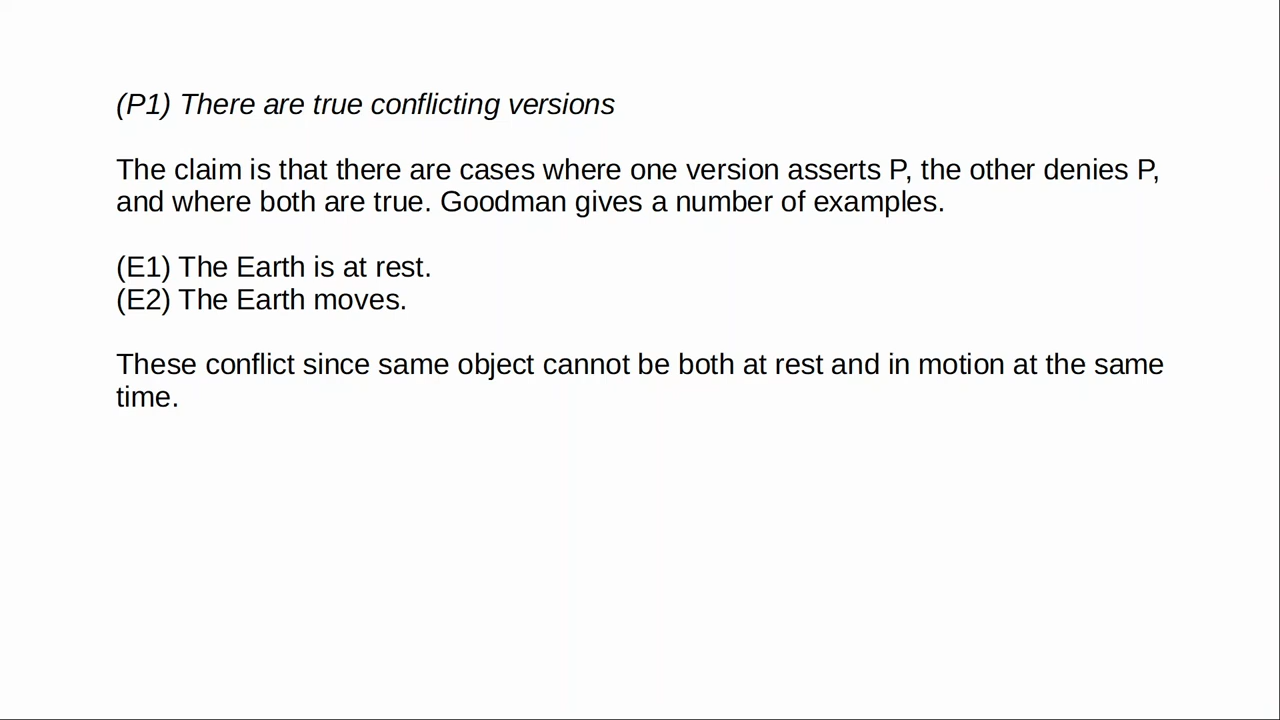 (P1) There are true conflicting versions
The claim is that there are cases where one version asserts P, the other denies P,
and where both are true. Goodman gives a number of examples.
(E1) The Earth is at rest.
(E2) The Earth moves.
These conflict since same object cannot be both at rest and in motion at the same
time.